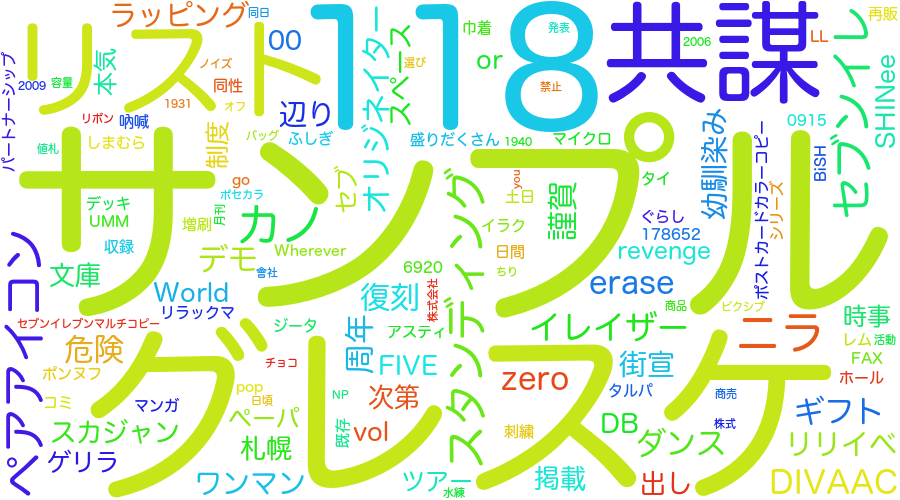 ラッピング
同日
118
共謀
再販
LL
リスト
00
巾着
発表
2006
or
セブンイレ
SHINee
パートナーシップ
2009
容量
本気
ノイズ
同性
選び
スペース
オリジネイター
禁止
1931
オフ
辺り
リボン
吶喊
制度
バッグ
ふしぎ
盛りだくさん
1940
マイクロ
0915
値札
しまむら
セブ
幼馴染み
BiSH
サンプル
go
ポセカラ
you
タイ
土日
謹賀
デッキ
UMM
増刷
月刊
カノ
イラク
ぐらし
178652
シリーズ
ポストカードカラーコピー
収録
デモ
Wherever
日間
revenge
リル
ペアアイコン
文庫
會社
6920
ちり
erase
World
リラックマ
復刻
株式会社
商品
ピクシブ
セブンイレブンマルチコピー
ジータ
アスティ
スタンディング
イレイザー
ニラ
時事
レム
活動
危険
周年
FIVE
街宣
FAX
ポンヌフ
チョコ
zero
ホール
グレ
スケ
コミ
マンガ
pop
日頃
NP
次第
タルパ
商売
ギフト
スカジャン
ペーパ
既存
vol
刺繍
DB
株式
ゲリラ
札幌
ダンス
リリイベ
ワンマン
ツアー
水練
掲載
出し
DIVAAC